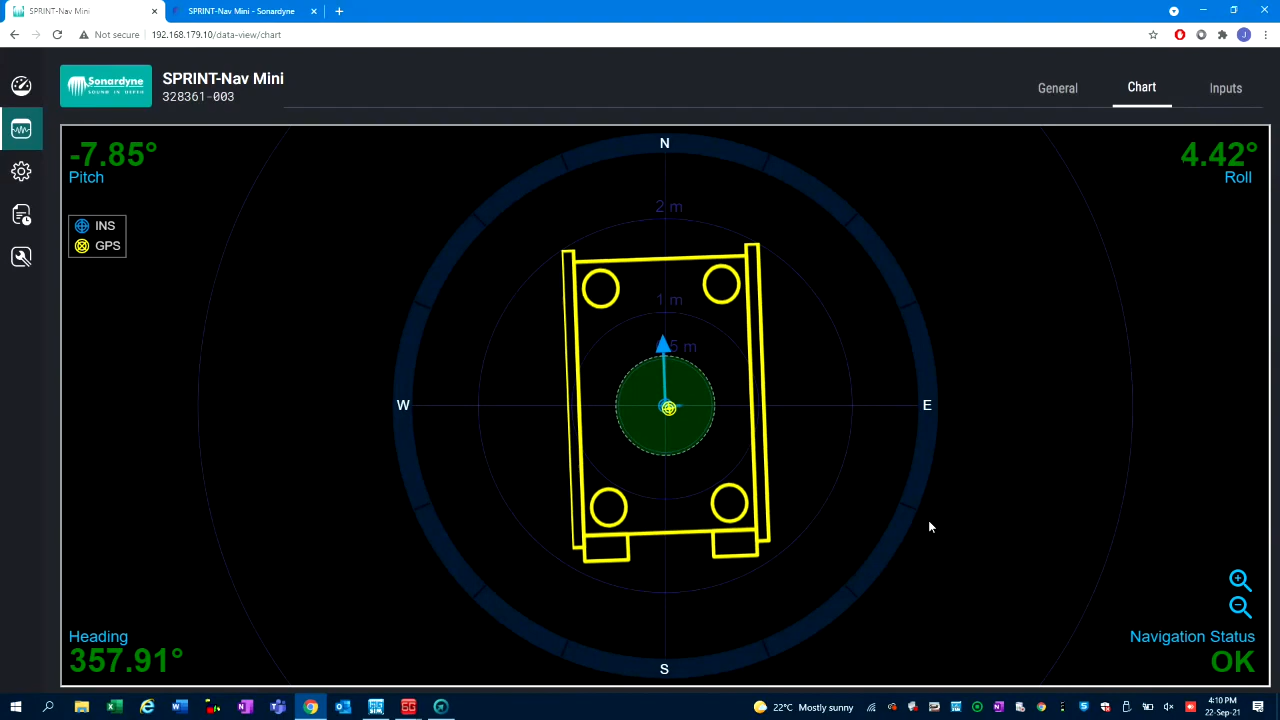 SPRINT-Nav Mini
SPRINT-Nav Mini - Sonardyne
Not secure
192.168.179.10/data-view/chart
J
Sonardyne
SOUND IN DEPTH
SPRINT-Nav Mini
328361-003
General
Chart
Inputs
-7.85°
Pitch
4.42°
Roll
INS
GPS
N
2 m
1 m
5 m
W
E
S
Heading
357.91°
Navigation Status
OK
22°C Mostly sunny
4:10 PM
22-Sep-21